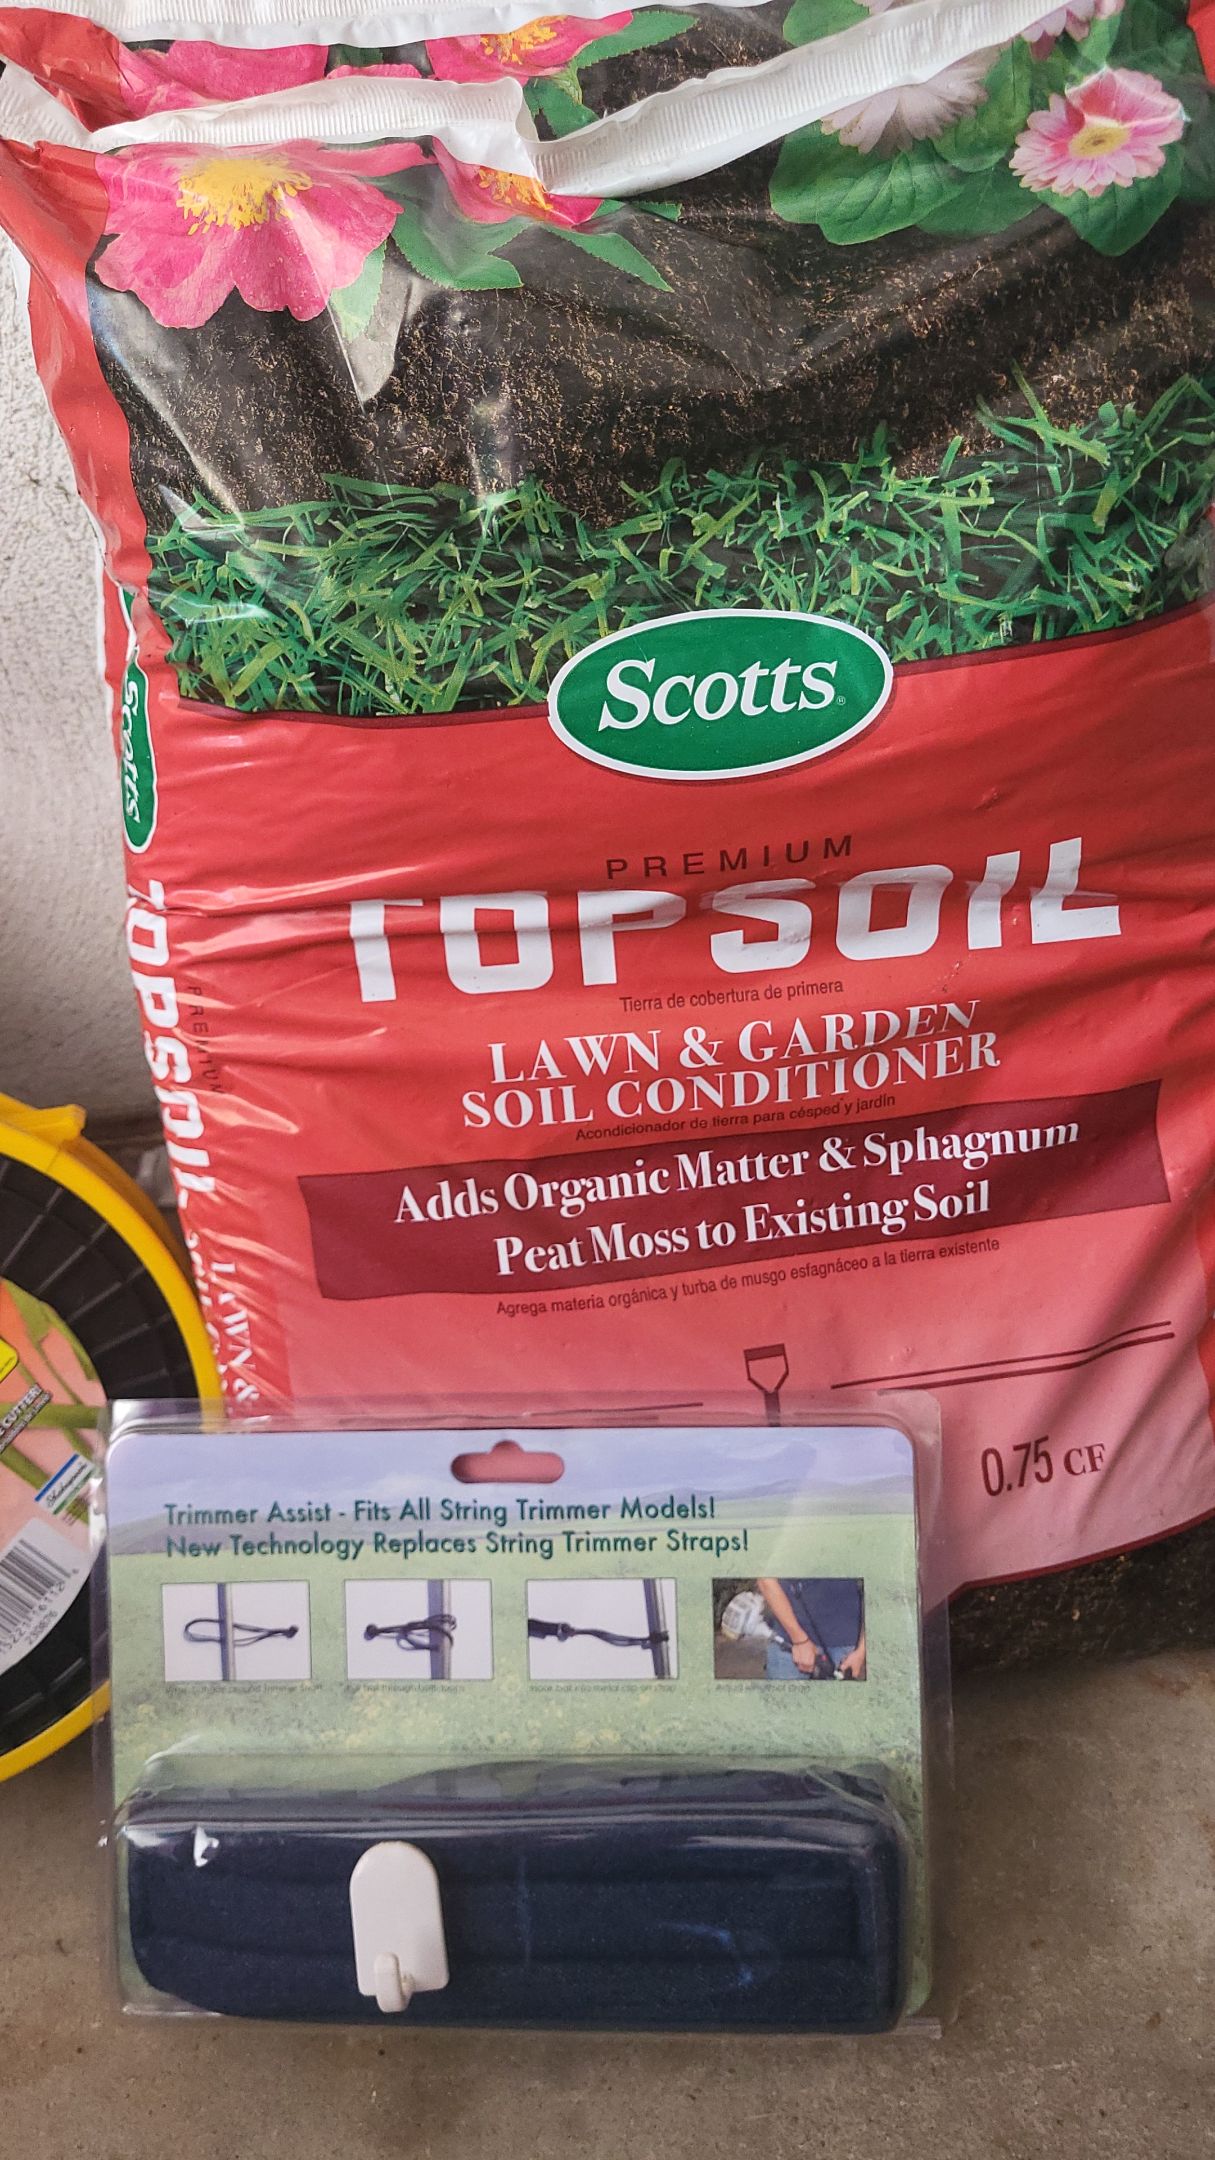 Scotts
PREMIUM
TOPSOIL
Tierra de cobertura de primera
LAWN & GARDEN
SOIL CONDITIONER
Acondicionador de tierra para césped y jardín
Adds Organic Matter & Sphagnum
Peat Moss to Existing Soil
Agrega materia orgánica y turba de musgo esfagnáceo a la tierra existente
0.75 CF
Scotts
PREMIUM
TOPSOIL
LAWN &
CUTTER!
Trimmer Assist - Fits All String Trimmer Models!
New Technology Replaces String Trimmer Straps!